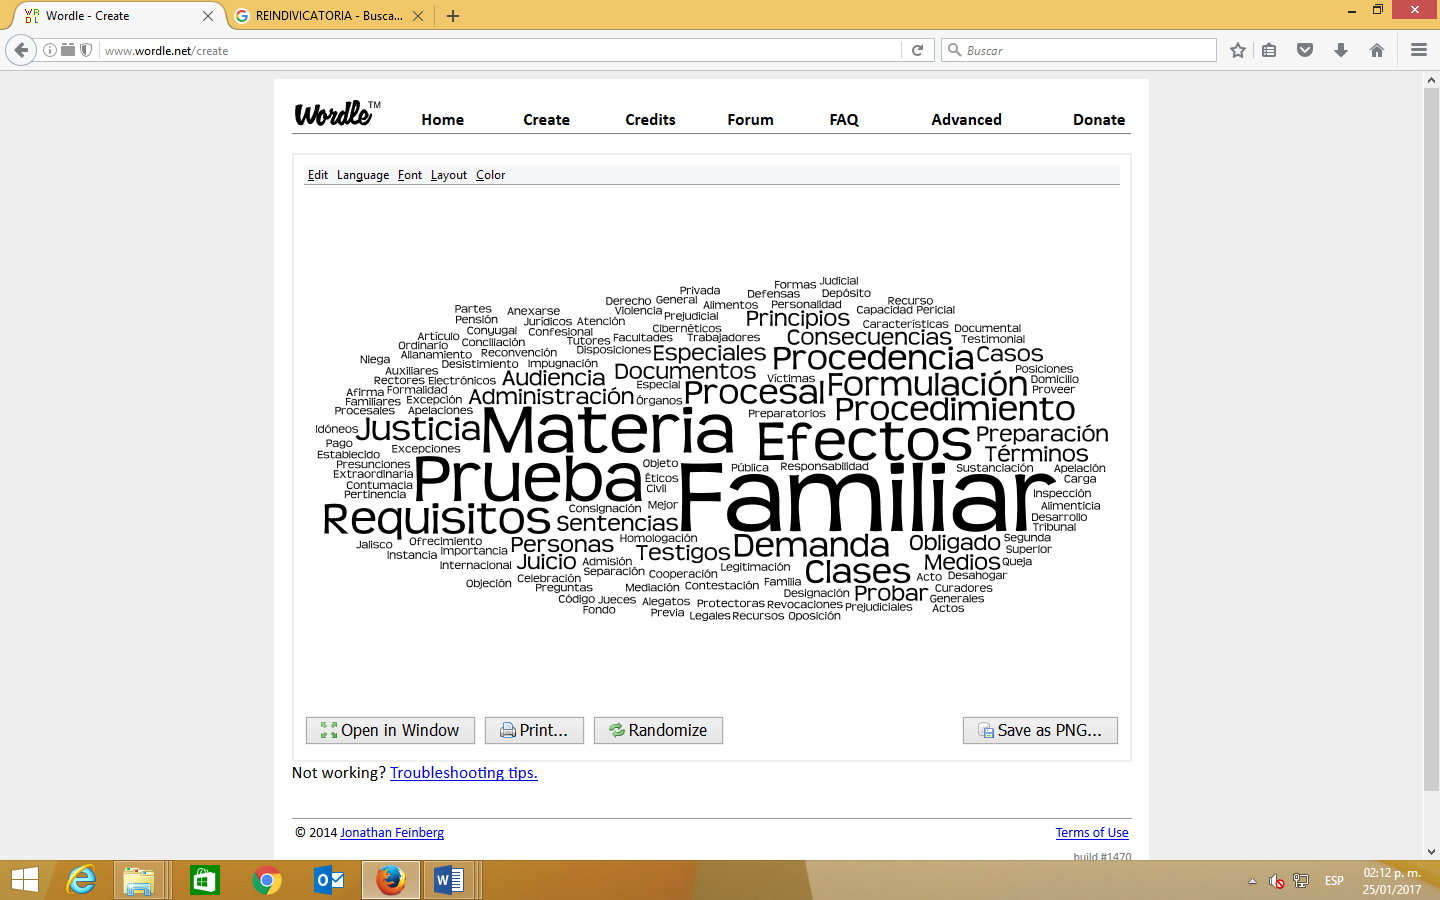 Wordle - Create
REINDIVICATORIA - Busca...
www.wordle.net/create
Buscar
Wordle™
Home Create Credits Forum FAQ Advanced Donate
Edit Language Font Layout Color
Formas Judicial
Privada Defensas Depósito
Derecho General Alimentos Personalidad Recurso
Partes Anexarse Violencia Prejudicial Principios Capacidad Pericial
Pensión Jurídicos Atención Cibernéticos Características Documental
Artículo Conyugal Confesional Tutores Facultades Trabajadores Consecuencias Testimonial
Ordinario Conciliación Disposiciones Especiales Procedencia Casos
Niega Allanamiento Reconvención
Auxiliares Desistimiento Impugnación Documentos Víctimas Posiciones
Rectores Electrónicos Audiencia Especial Procesal Formulación Domicilio
Afirma Formalidad Administración Órganos Proveer
Familiares Excepción
Procesales Apelaciones Materia Preparatorios Procedimiento
Idóneos Justicia Efectos Preparación
Pago Excepciones Términos
Establecido
Presunciones Prueba Objeto Pública Responsabilidad Sustanciación Apelación
Extraordinaria Éticos Familiar Carga
Contumacia Civil Inspección
Pertinencia
Requisitos Consignación Mejor Alimenticia
Sentencias Desarrollo
Tribunal
Jalisco Ofrecimiento Personas Homologación Demanda Obligado Segunda
Instancia Importancia Testigos Superior
Internacional Juicio Admisión Legitimación Clases Medios Queja
Objeción Celebración Separación Cooperación Familia Acto Desahogar
Preguntas Mediación Contestación Designación Probar Curadores
Código Jueces Alegatos Protectoras Revocaciones Prejudiciales Generales
Fondo Previa Legales Recursos Oposición Actos
Open in Window Print... Randomize Save as PNG...
Not working? Troubleshooting tips.
© 2014 Jonathan Feinberg Terms of Use
build #1470
ESP
02:12 p. m.
25/01/2017